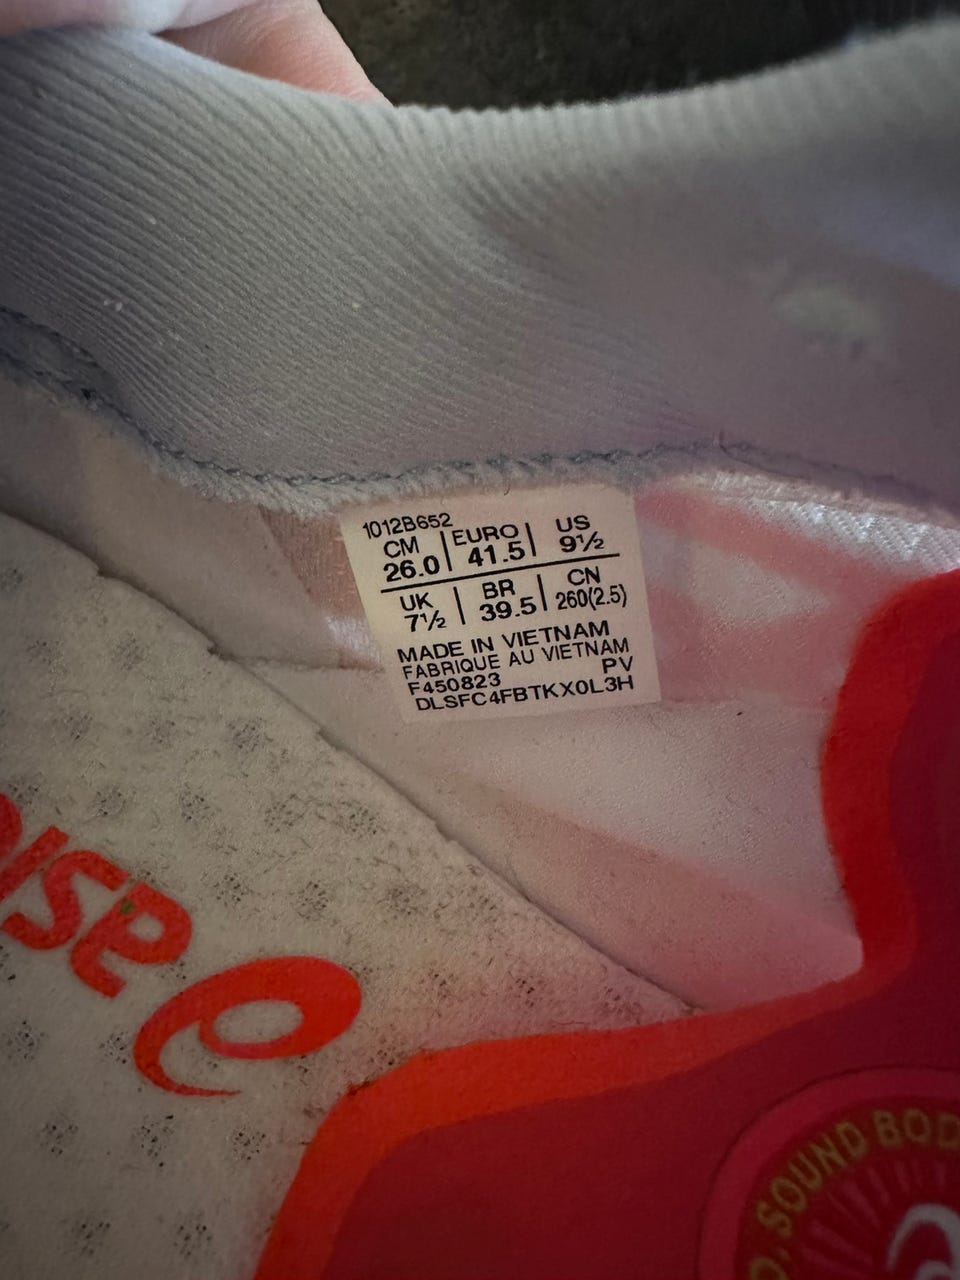 1012B652
CM | EURO | US
26.0 | 41.5 | 9½
UK | BR | CN
7½ | 39.5 | 260(2.5)
MADE IN VIETNAM
FABRIQUE AU VIETNAM
F450823 PV
DLSFC4FBTKX0L3H
SOUND